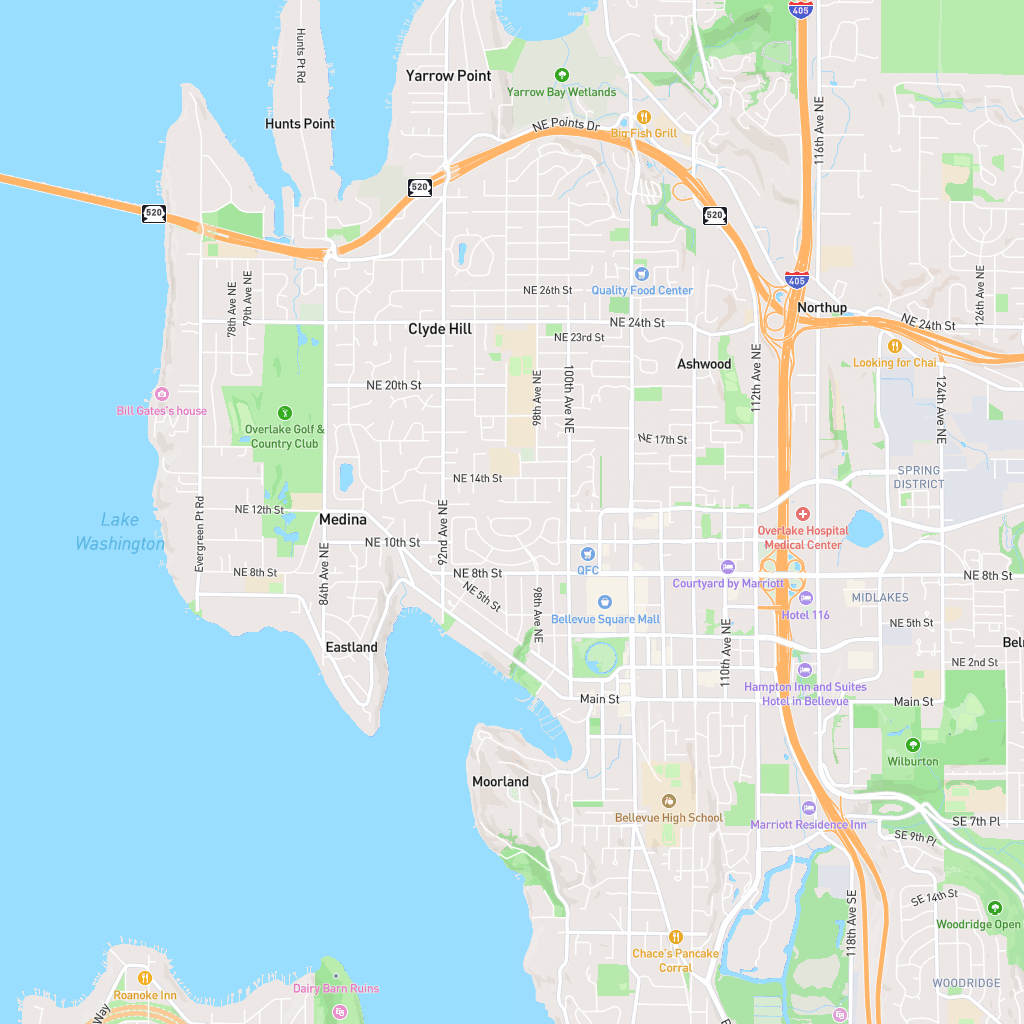 405
Hunts Pt Rd
Yarrow Point
Yarrow Bay Wetlands
116th Ave NE
Hunts Point
NE Points Dr
Big Fish Grill
520
520
520
Quality Food Center
NE 26th St
405
Northup
126th Ave NE
78th Ave NE
79th Ave NE
Clyde Hill
NE 24th St
NE 24th St
NE 23rd St
Ashwood
Looking for Chai
NE 20th St
98th Ave NE
100th Ave NE
112th Ave NE
124th Ave NE
Bill Gates's house
Overlake Golf &
Country Club
NE 17th St
SPRING
DISTRICT
NE 14th St
Evergreen Pt Rd
NE 12th St
Medina
92nd Ave NE
Lake
Washington
Overlake Hospital
Medical Center
NE 10th St
84th Ave NE
NE 8th St
NE 8th St
QFC
Courtyard by Marriott
NE 8th St
NE 5th St
98th Ave NE
Bellevue Square Mall
Hotel 116
MIDLAKES
NE 5th St
110th Ave NE
Eastland
NE 2nd St
Hampton Inn and Suites
Hotel in Bellevue
Main St
Main St
Wilburton
Moorland
Bellevue High School
Marriott Residence Inn
SE 7th Pl
SE 9th Pl
SE 14th St
118th Ave SE
Woodridge Open
Chace's Pancake
Corral
WOODRIDGE
Roanoke Inn
Dairy Barn Ruins
Way